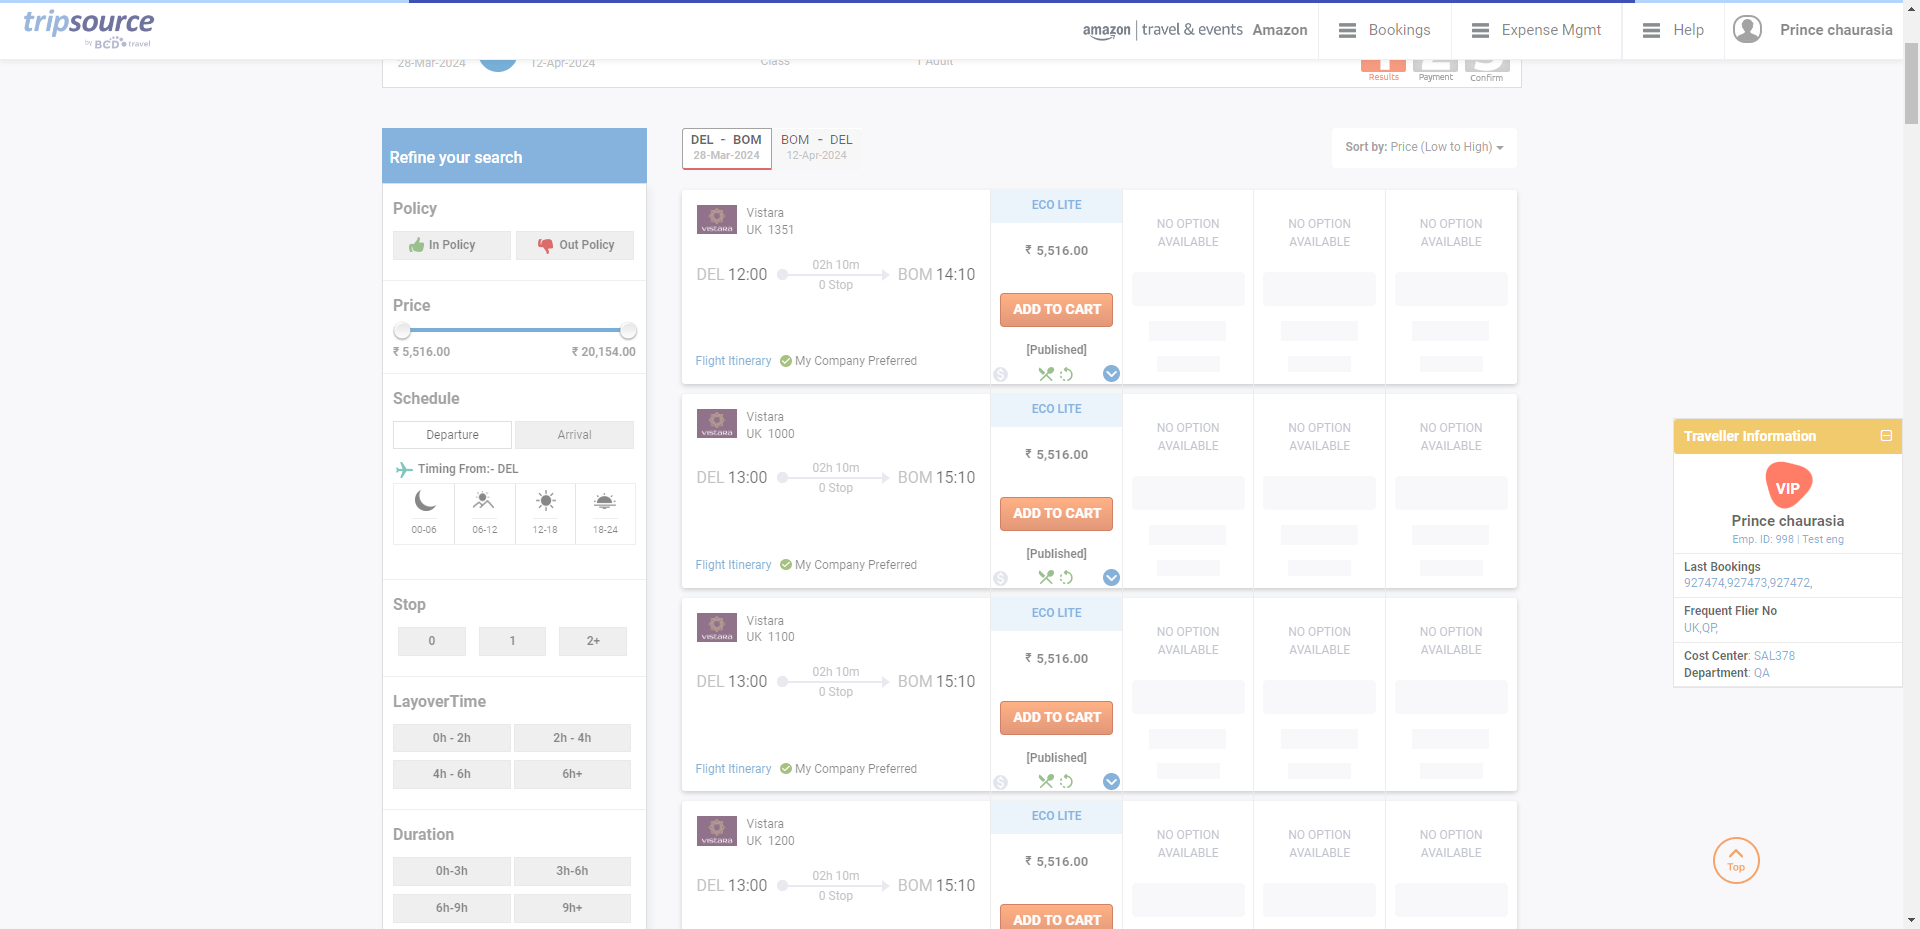 tripsource
by BCD travel
amazon | travel & events Amazon
Bookings
Expense Mgmt
Help
Prince chaurasia
28-Mar-2024
12-Apr-2024
Class
1 Adult
Results
Payment
Confirm
Refine your search
Policy
In Policy
Out Policy
Price
₹ 5,516.00
₹ 20,154.00
Schedule
Departure
Arrival
Timing From:- DEL
00-06
06-12
12-18
18-24
Stop
0
1
2+
LayoverTime
0h - 2h
2h - 4h
4h - 6h
6h+
Duration
0h-3h
3h-6h
6h-9h
9h+
DEL - BOM
28-Mar-2024
BOM - DEL
12-Apr-2024
Sort by: Price (Low to High)
VISTARA
Vistara
UK 1351
DEL 12:00
02h 10m
0 Stop
BOM 14:10
Flight Itinerary
My Company Preferred
ECO LITE
₹ 5,516.00
ADD TO CART
[Published]
NO OPTION
AVAILABLE
NO OPTION
AVAILABLE
NO OPTION
AVAILABLE
VISTARA
Vistara
UK 1000
DEL 13:00
02h 10m
0 Stop
BOM 15:10
Flight Itinerary
My Company Preferred
ECO LITE
₹ 5,516.00
ADD TO CART
[Published]
NO OPTION
AVAILABLE
NO OPTION
AVAILABLE
NO OPTION
AVAILABLE
VISTARA
Vistara
UK 1100
DEL 13:00
02h 10m
0 Stop
BOM 15:10
Flight Itinerary
My Company Preferred
ECO LITE
₹ 5,516.00
ADD TO CART
[Published]
NO OPTION
AVAILABLE
NO OPTION
AVAILABLE
NO OPTION
AVAILABLE
VISTARA
Vistara
UK 1200
DEL 13:00
02h 10m
0 Stop
BOM 15:10
ECO LITE
₹ 5,516.00
ADD TO CART
NO OPTION
AVAILABLE
NO OPTION
AVAILABLE
NO OPTION
AVAILABLE
Traveller Information
VIP
Prince chaurasia
Emp. ID: 998 | Test eng
Last Bookings
927474,927473,927472,
Frequent Flier No
UK,QP,
Cost Center: SAL378
Department: QA
Top